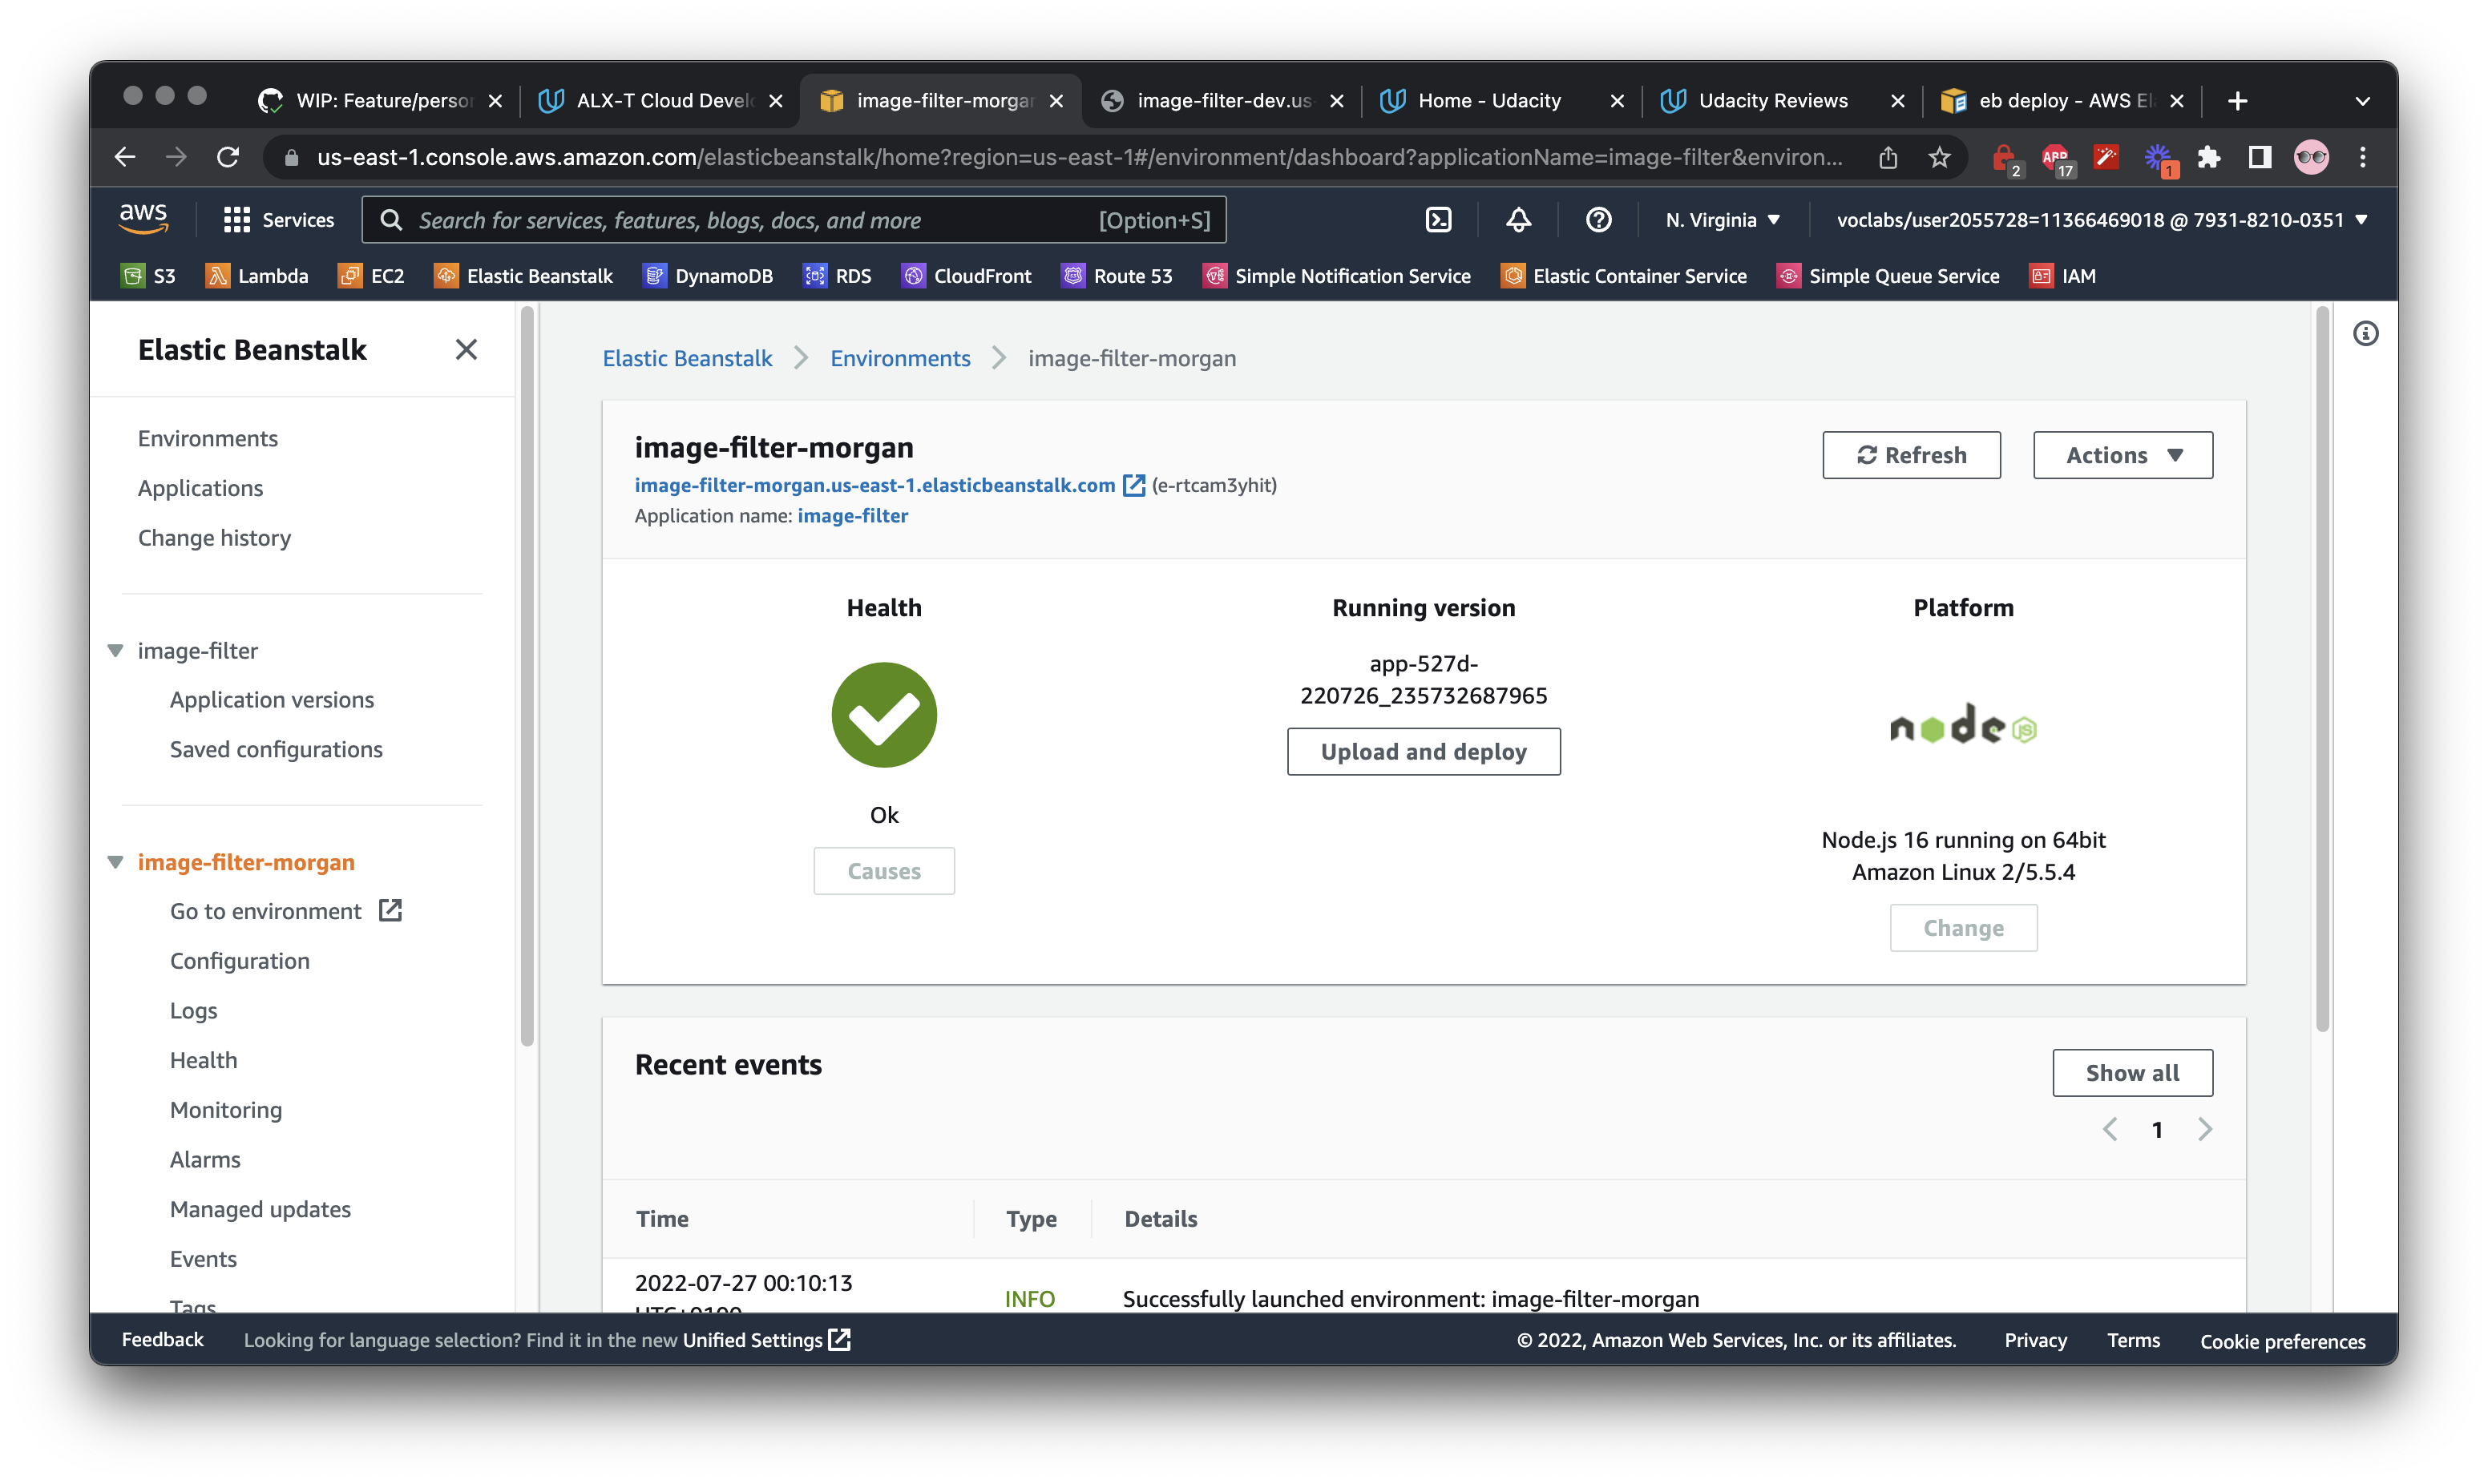 WIP: Feature/perso
ALX-T Cloud Devel
image-filter-morgan
image-filter-dev.us
Home - Udacity
Udacity Reviews
eb deploy - AWS El
us-east-1.console.aws.amazon.com/elasticbeanstalk/home?region=us-east-1#/environment/dashboard?applicationName=image-filter&environ...
2
ABP
17
1
aws
Services
Search for services, features, blogs, docs, and more
[Option+S]
N. Virginia
voclabs/user2055728=11366469018 @ 7931-8210-0351
S3
Lambda
EC2
Elastic Beanstalk
DynamoDB
RDS
CloudFront
Route 53
Simple Notification Service
Elastic Container Service
Simple Queue Service
IAM
Elastic Beanstalk
Environments
Applications
Change history
image-filter
Application versions
Saved configurations
image-filter-morgan
Go to environment
Configuration
Logs
Health
Monitoring
Alarms
Managed updates
Events
Tags
Elastic Beanstalk
Environments
image-filter-morgan
image-filter-morgan
image-filter-morgan.us-east-1.elasticbeanstalk.com (e-rtcam3yhit)
Application name: image-filter
Refresh
Actions
Health
Ok
Causes
Running version
app-527d-
220726_235732687965
Upload and deploy
Platform
node JS
Node.js 16 running on 64bit
Amazon Linux 2/5.5.4
Change
Recent events
Show all
1
Time
Type
Details
2022-07-27 00:10:13
UTC+0100
INFO
Successfully launched environment: image-filter-morgan
Feedback
Looking for language selection? Find it in the new Unified Settings
© 2022, Amazon Web Services, Inc. or its affiliates.
Privacy
Terms
Cookie preferences